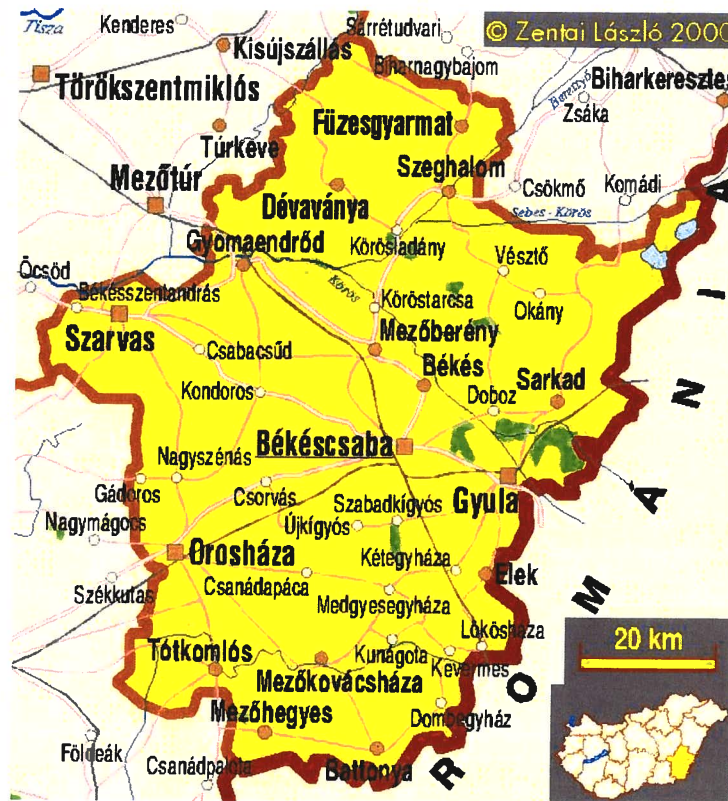 Tisza
Kenderes
Sárrétudvari
© Zentai László 2000
Kisújszállás
Biharnagybajom
Törökszentmiklós
Biharkeresztes
Berettyó
Zsáka
Füzesgyarmat
Túrkeve
Mezőtúr
Szeghalom
Csökmő
Komádi
Dévaványa
Sebes-Körös
Gyomaendrőd
Körösladány
Vésztő
Öcsöd
Békésszentandrás
Körös
Köröstarcsa
Okány
Szarvas
Csabacsűd
Mezőberény
Békés
Sarkad
Kondoros
Doboz
Békéscsaba
Nagyszénás
Gádoros
Csorvás
Szabadkígyós
Gyula
Nagymágocs
Újkígyós
Orosháza
Kétegyháza
Elek
Székkutas
Csanádapáca
Medgyesegyháza
Lőkösháza
20 km
Tótkomlós
Kunágota
Kevermes
Mezőkovácsháza
Mezőhegyes
Dombegyház
Földeák
Battonya
Csanádpalota
ROMANIA